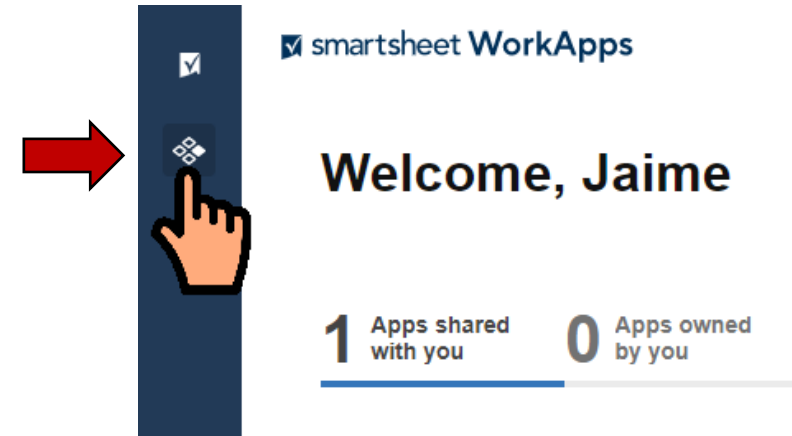 smartsheet WorkApps
Welcome, Jaime
1 Apps shared with you
0 Apps owned by you